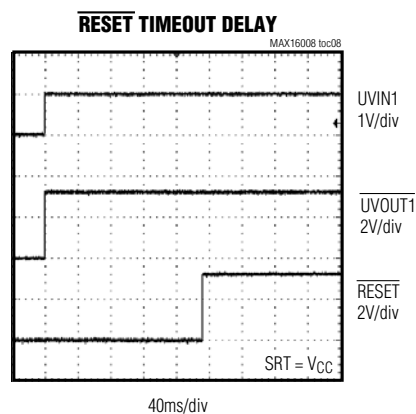 RESET TIMEOUT DELAY
MAX16008 toc08
UVIN1
1V/div
UVOUT1
2V/div
RESET
2V/div
SRT = VCC
40ms/div